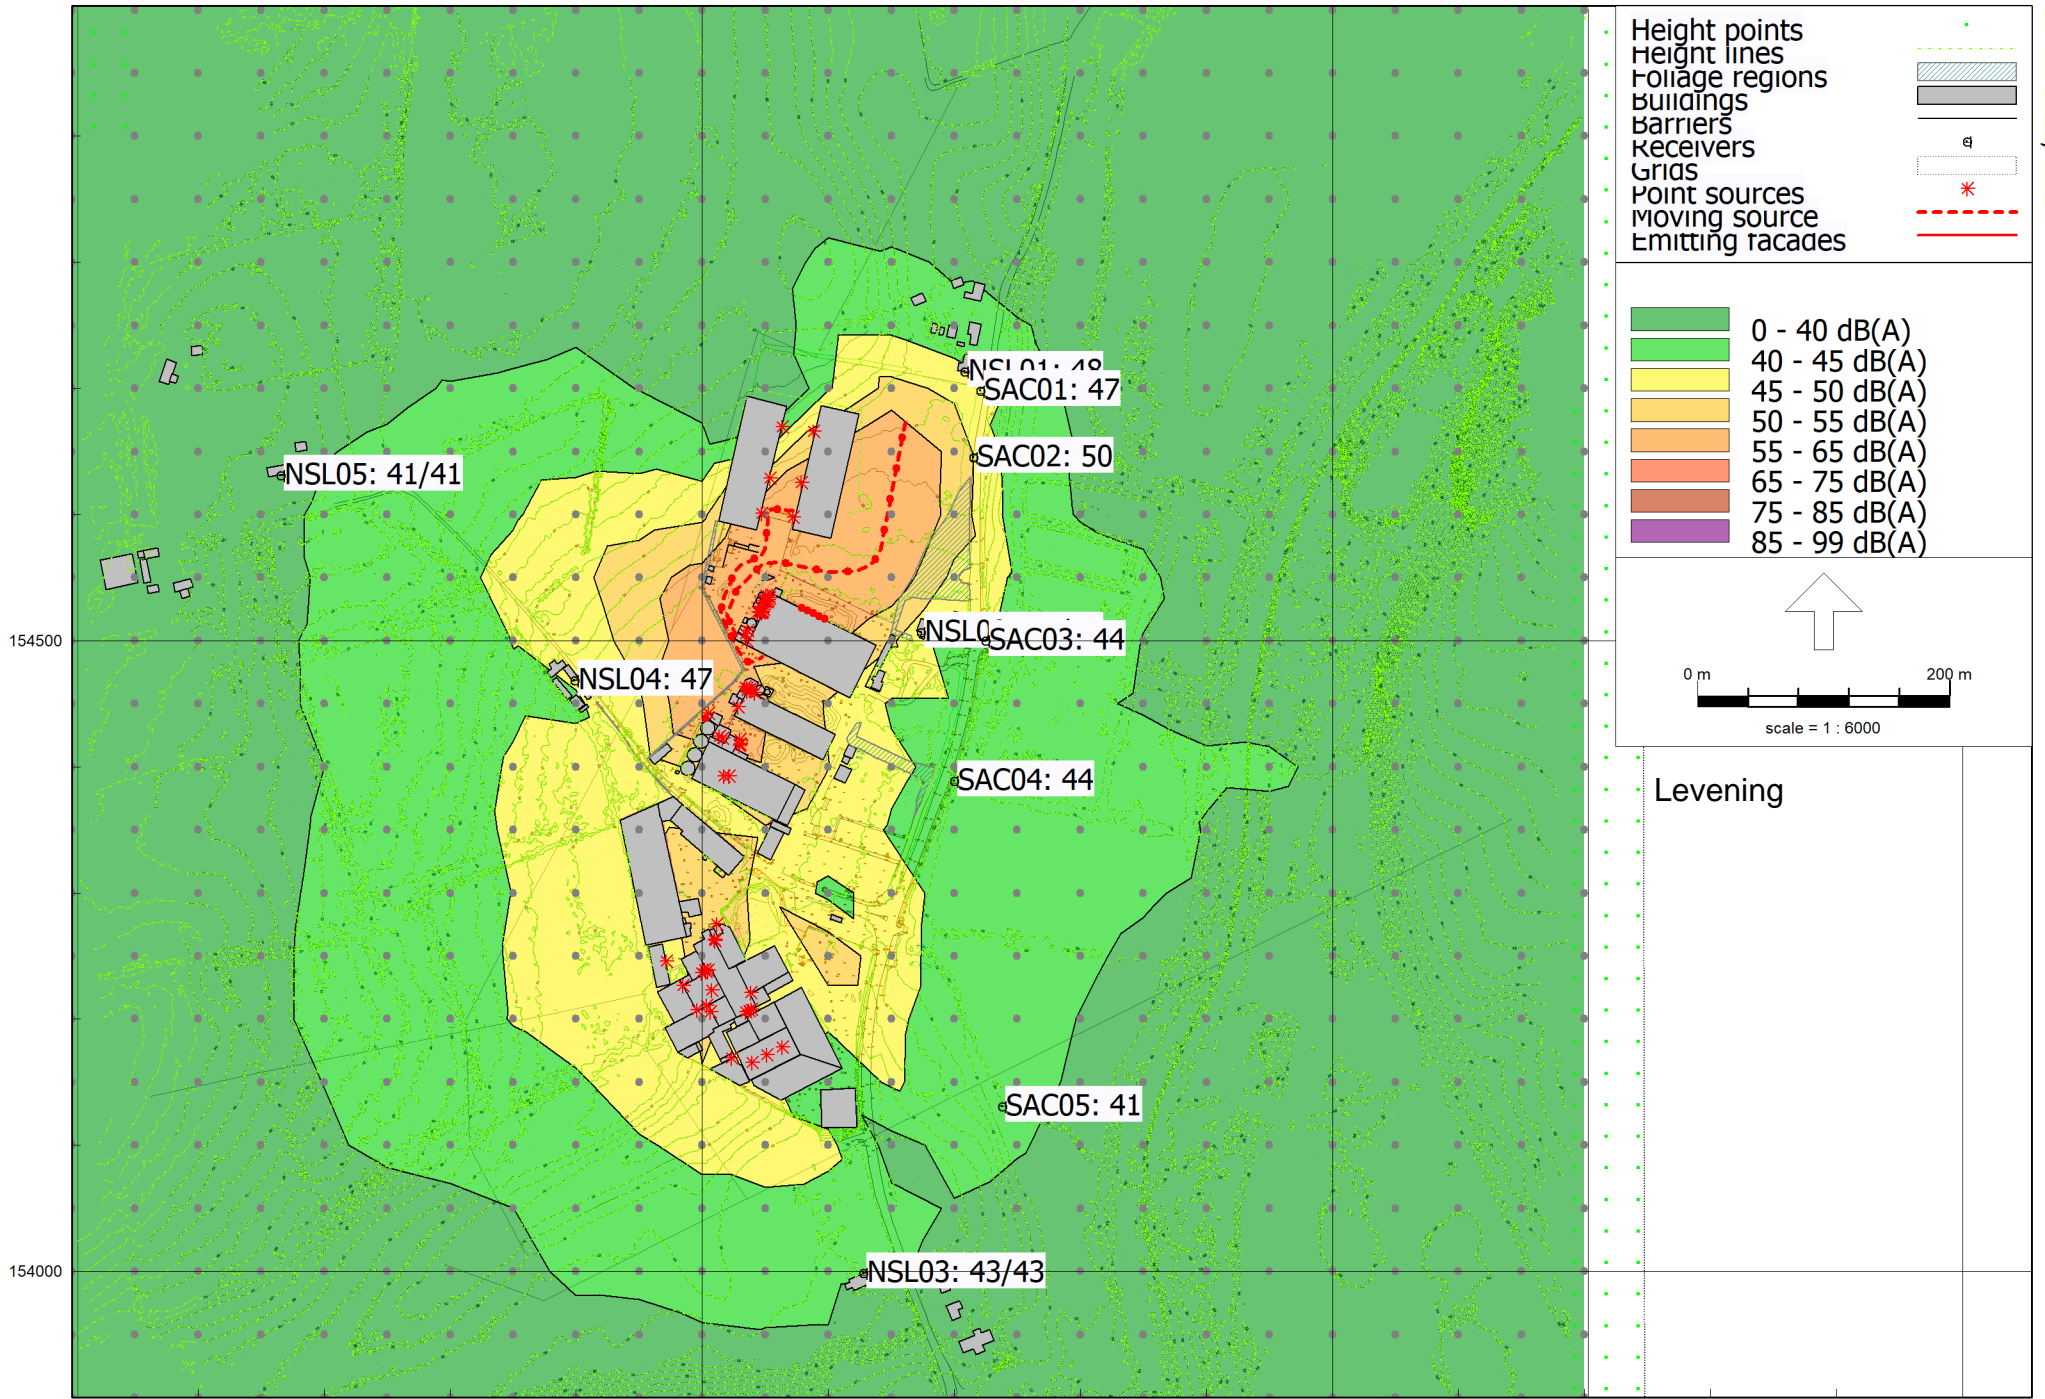 Height points
Height lines
Foliage regions
Buildings
Barriers
Receivers
Grids
Point sources
Moving source
Emitting facades
0 - 40 dB(A)
40 - 45 dB(A)
45 - 50 dB(A)
50 - 55 dB(A)
55 - 65 dB(A)
65 - 75 dB(A)
75 - 85 dB(A)
85 - 99 dB(A)
0 m 200 m
scale = 1 : 6000
Levening
NSL01: 48
SAC01: 47
SAC02: 50
NSL05: 41/41
154500
SAC03: 44
NSL04: 47
SAC04: 44
SAC05: 41
154000
NSL03: 43/43